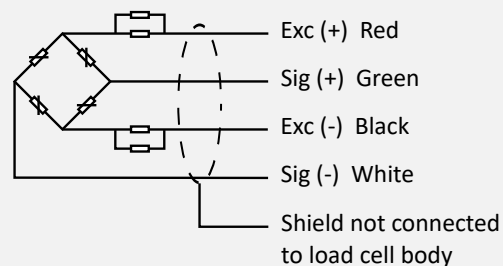 Exc (+) Red
Sig (+) Green
Exc (-) Black
Sig (-) White
Shield not connected
to load cell body